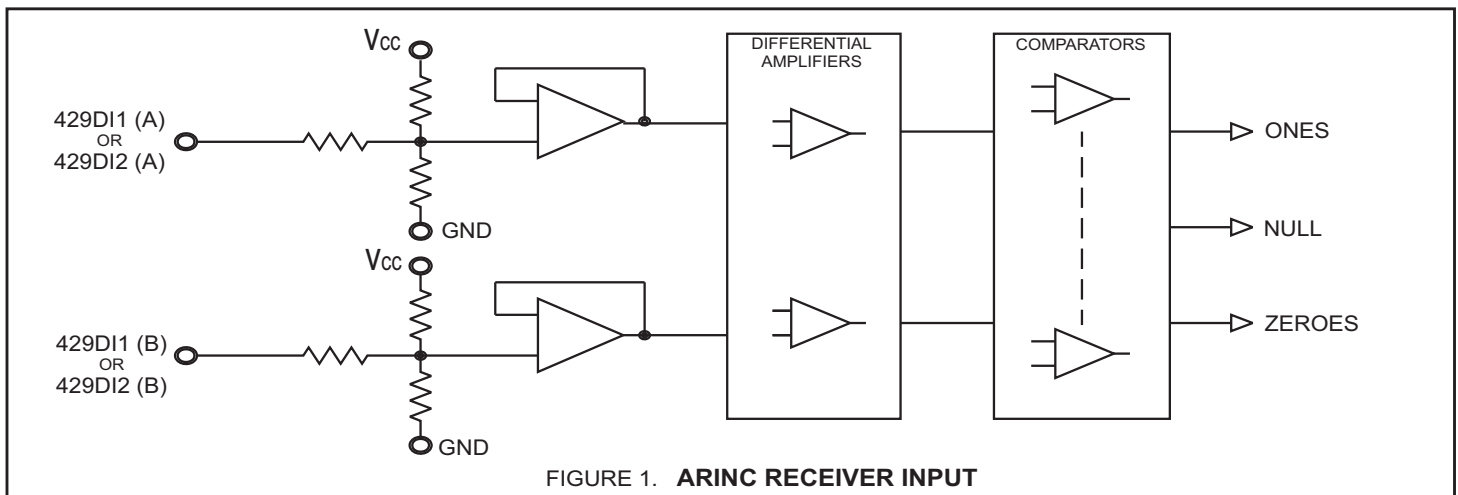 VCC
DIFFERENTIAL
AMPLIFIERS
COMPARATORS
429DI1 (A)
OR
429DI2 (A)
ONES
GND
NULL
VCC
429DI1 (B)
OR
429DI2 (B)
ZEROES
GND
FIGURE 1. ARINC RECEIVER INPUT